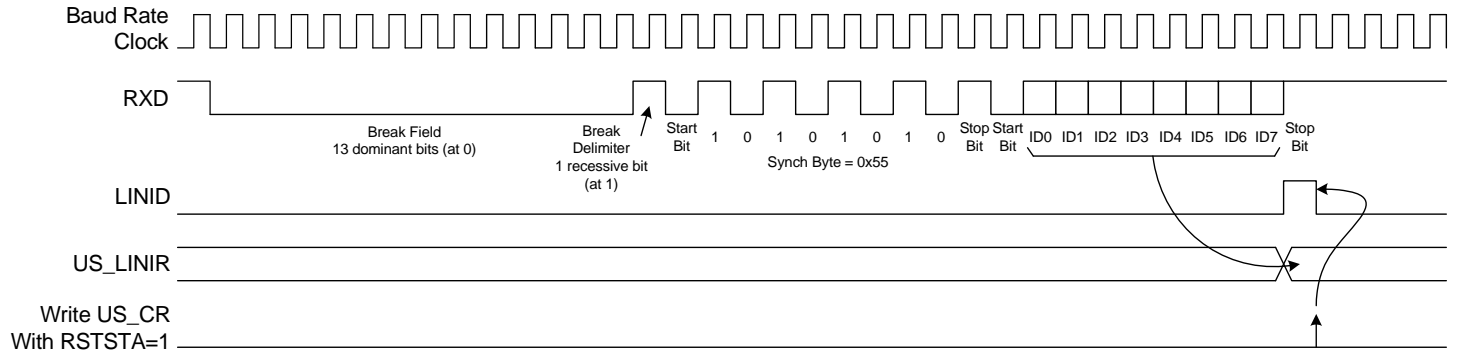 Baud Rate
Clock
RXD
Break Field
13 dominant bits (at 0)
Break
Delimiter
1 recessive bit
(at 1)
Start
Bit
1 0 1 0 1 0 1 0
Stop
Bit
Start
Bit
ID0 ID1 ID2 ID3 ID4 ID5 ID6 ID7
Stop
Bit
Synch Byte = 0x55
LINID
US_LINIR
Write US_CR
With RSTSTA=1